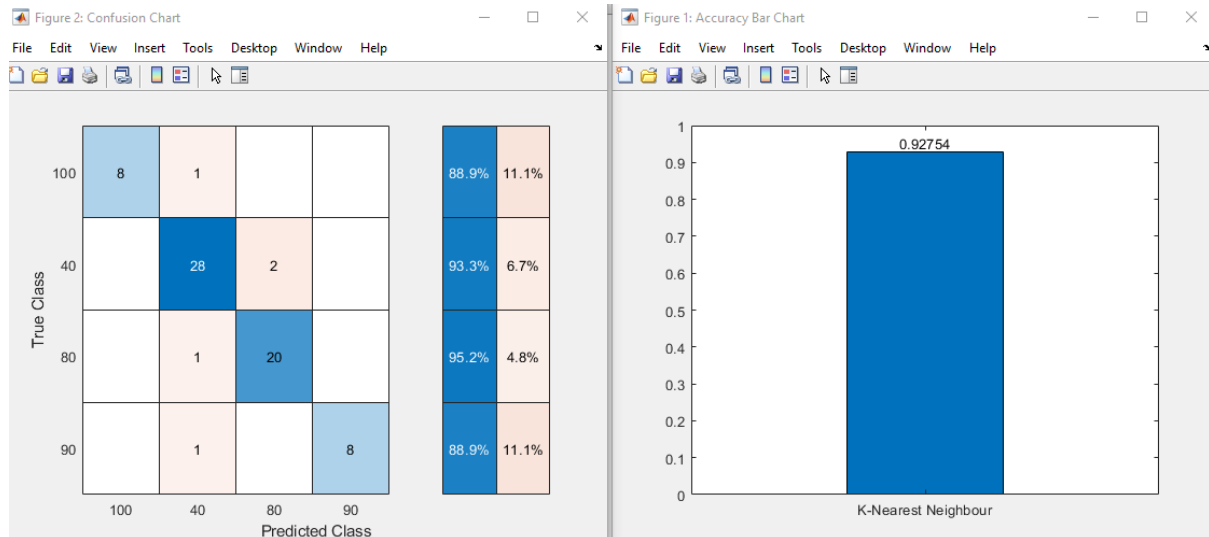 Figure 2: Confusion Chart
File Edit View Insert Tools Desktop Window Help
100 8 1 88.9% 11.1%
40 28 2 93.3% 6.7%
80 1 20 95.2% 4.8%
90 1 8 88.9% 11.1%
True Class
100 40 80 90
Predicted Class
Figure 1: Accuracy Bar Chart
File Edit View Insert Tools Desktop Window Help
1
0.92754
0.9
0.8
0.7
0.6
0.5
0.4
0.3
0.2
0.1
0
K-Nearest Neighbour